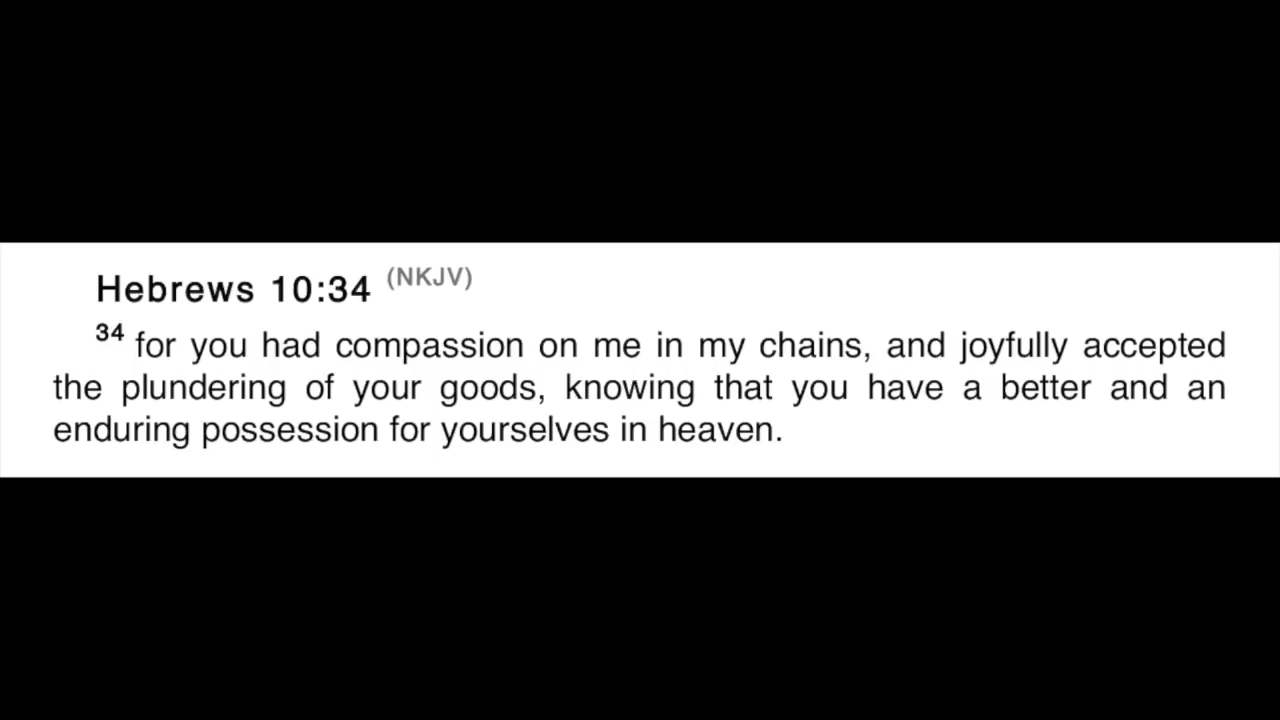 Hebrews 10:34 (NKJV)
34 for you had compassion on me in my chains, and joyfully accepted
the plundering of your goods, knowing that you have a better and an
enduring possession for yourselves in heaven.